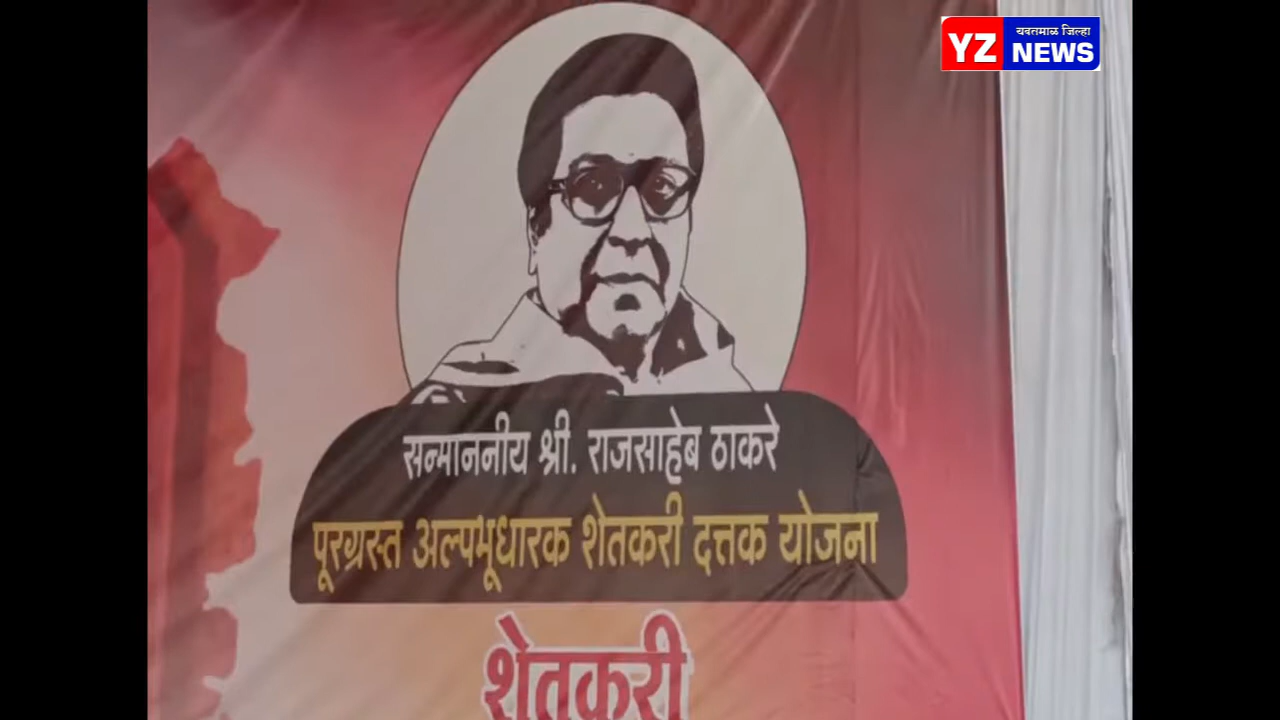 यवतमाळ जिल्हा
YZ NEWS
सन्माननीय श्री. राजसाहेब ठाकरे
पूरग्रस्त अल्पभूधारक शेतकरी दत्तक योजना
शेतकरी